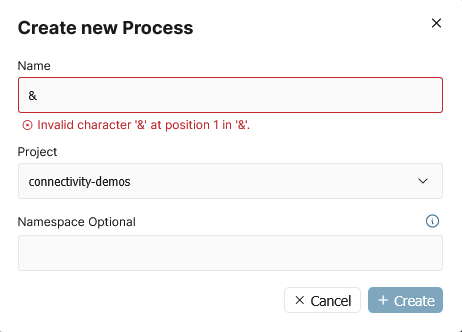 Create new Process
Name
&
Invalid character '&' at position 1 in '&'.
Project
connectivity-demos
Namespace Optional
Cancel
Create